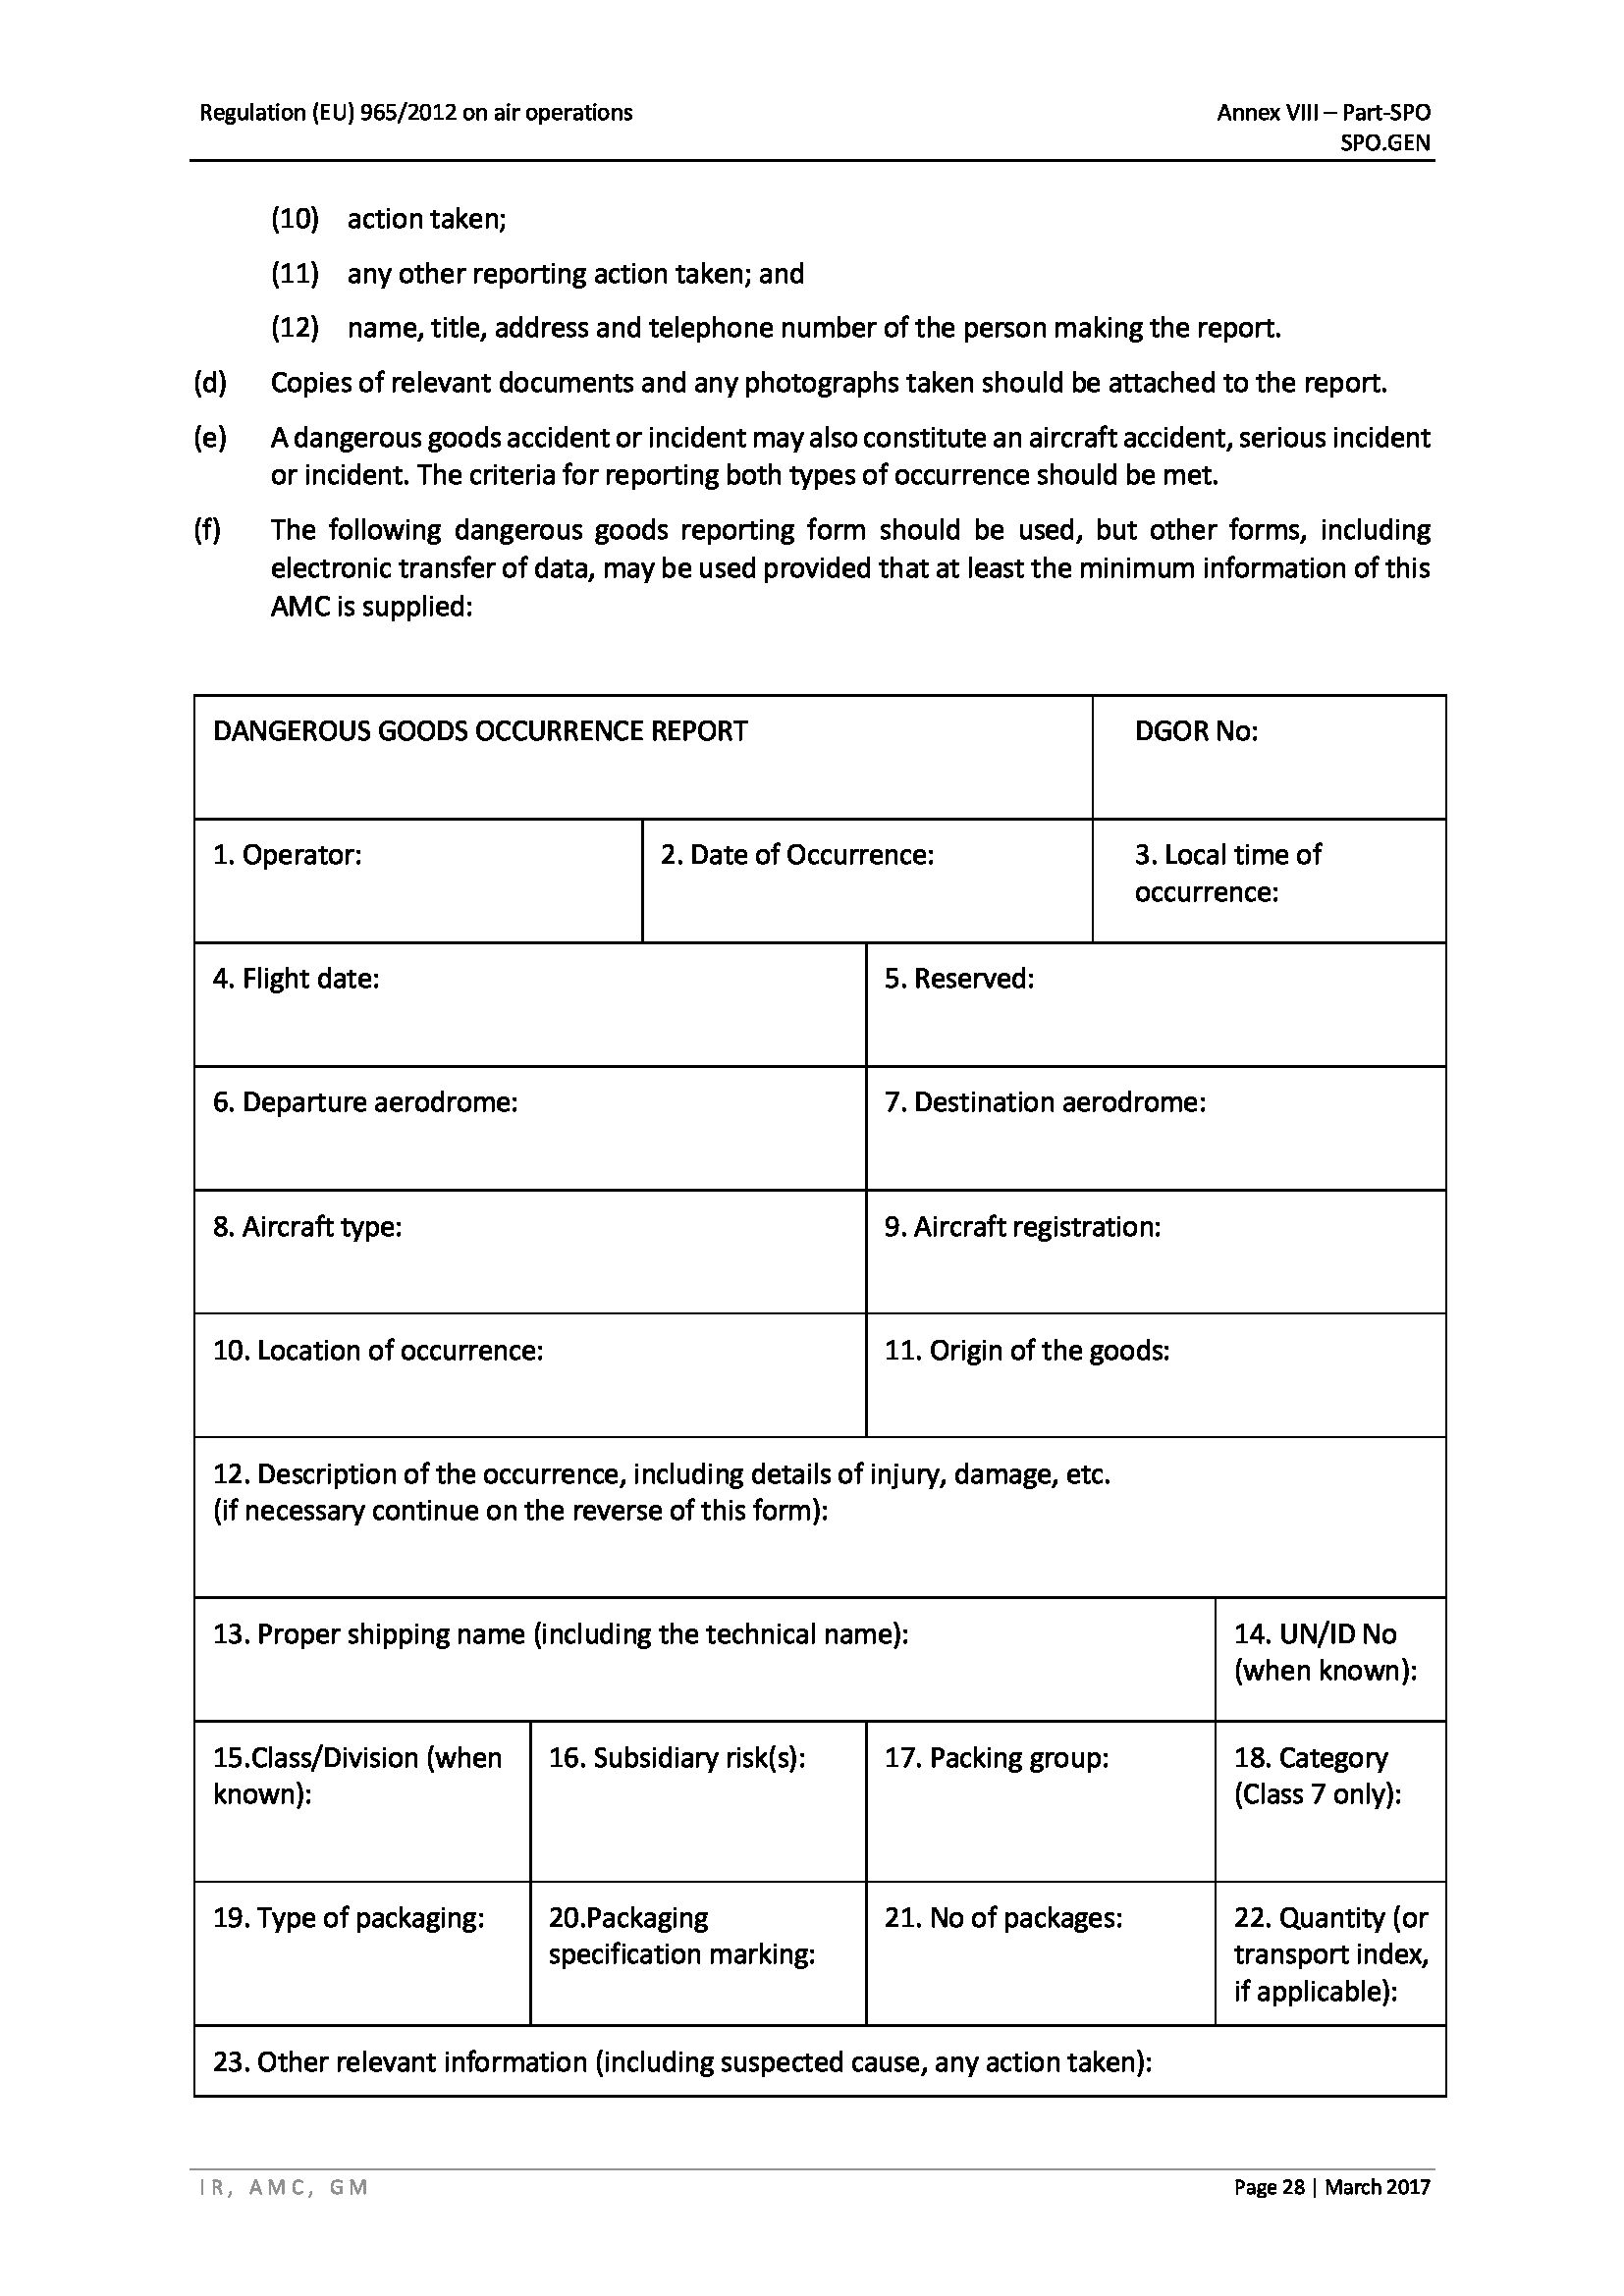 Regulation (EU) 965/2012 on air operations
Annex VIII – Part-SPO
SPO.GEN
(10) action taken;
(11) any other reporting action taken; and
(12) name, title, address and telephone number of the person making the report.
(d) Copies of relevant documents and any photographs taken should be attached to the report.
(e) A dangerous goods accident or incident may also constitute an aircraft accident, serious incident
or incident. The criteria for reporting both types of occurrence should be met.
(f) The following dangerous goods reporting form should be used, but other forms, including
electronic transfer of data, may be used provided that at least the minimum information of this
AMC is supplied:
DANGEROUS GOODS OCCURRENCE REPORT
DGOR No:
1. Operator:
2. Date of Occurrence:
3. Local time of
occurrence:
4. Flight date:
5. Reserved:
6. Departure aerodrome:
7. Destination aerodrome:
8. Aircraft type:
9. Aircraft registration:
10. Location of occurrence:
11. Origin of the goods:
12. Description of the occurrence, including details of injury, damage, etc.
(if necessary continue on the reverse of this form):
13. Proper shipping name (including the technical name):
14. UN/ID No
(when known):
15.Class/Division (when
known):
16. Subsidiary risk(s):
17. Packing group:
18. Category
(Class 7 only):
19. Type of packaging:
20.Packaging
specification marking:
21. No of packages:
22. Quantity (or
transport index,
if applicable):
23. Other relevant information (including suspected cause, any action taken):
IR, AMC, GM
Page 28 | March 2017